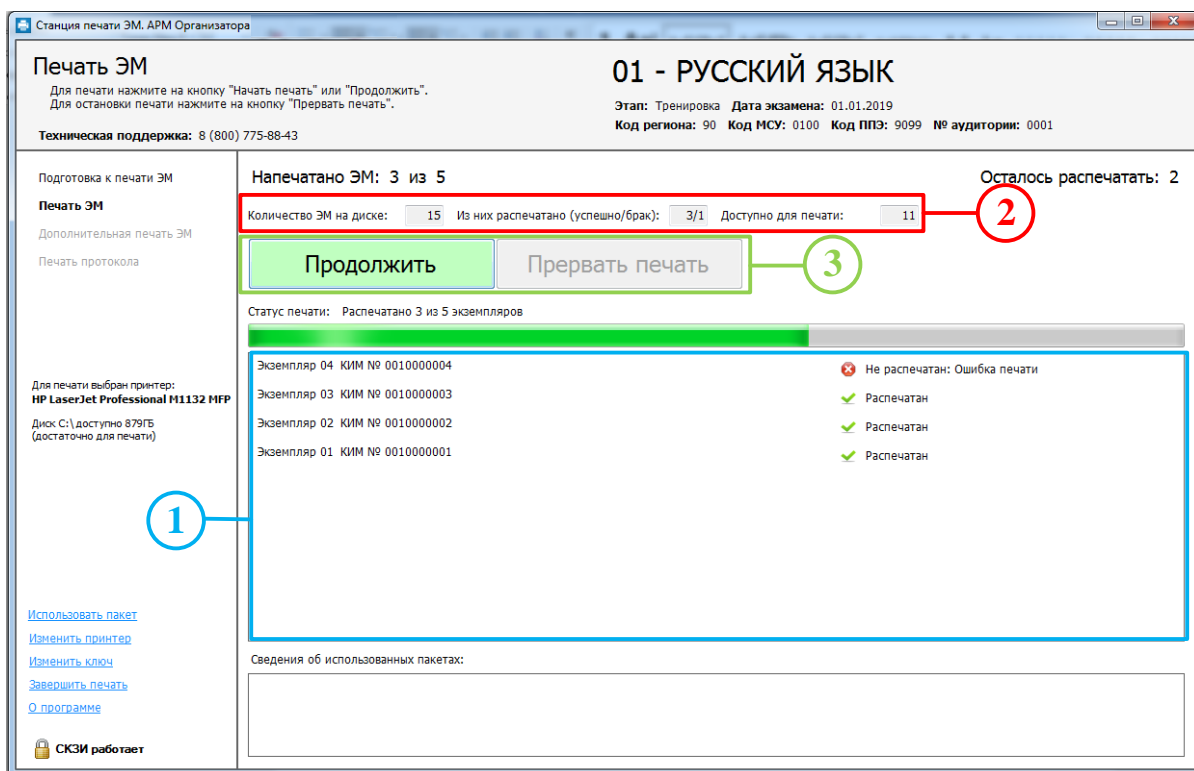 Станция печати ЭМ. АРМ Организатора
Печать ЭМ
Для печати нажмите на кнопку "Начать печать" или "Продолжить".
Для остановки печати нажмите на кнопку "Прервать печать".
Техническая поддержка: 8 (800) 775-88-43
01 - РУССКИЙ ЯЗЫК
Этап: Тренировка Дата экзамена: 01.01.2019
Код региона: 90 Код МСУ: 0100 Код ППЭ: 9099 № аудитории: 0001
Подготовка к печати ЭМ
Печать ЭМ
Дополнительная печать ЭМ
Печать протокола
Для печати выбран принтер:
HP LaserJet Professional M1132 MFP
Диск C:\ доступно 879ГБ
(достаточно для печати)
Использовать пакет
Изменить принтер
Изменить ключ
Завершить печать
О программе
СКЗИ работает
Напечатано ЭМ: 3 из 5 Осталось распечатать: 2
Количество ЭМ на диске: 15 Из них распечатано (успешно/брак): 3/1 Доступно для печати: 11
2
Продолжить Прервать печать
3
Статус печати: Распечатано 3 из 5 экземпляров
Экземпляр 04 КИМ № 0010000004 Не распечатан: Ошибка печати
Экземпляр 03 КИМ № 0010000003 Распечатан
Экземпляр 02 КИМ № 0010000002 Распечатан
Экземпляр 01 КИМ № 0010000001 Распечатан
1
Сведения об использованных пакетах: